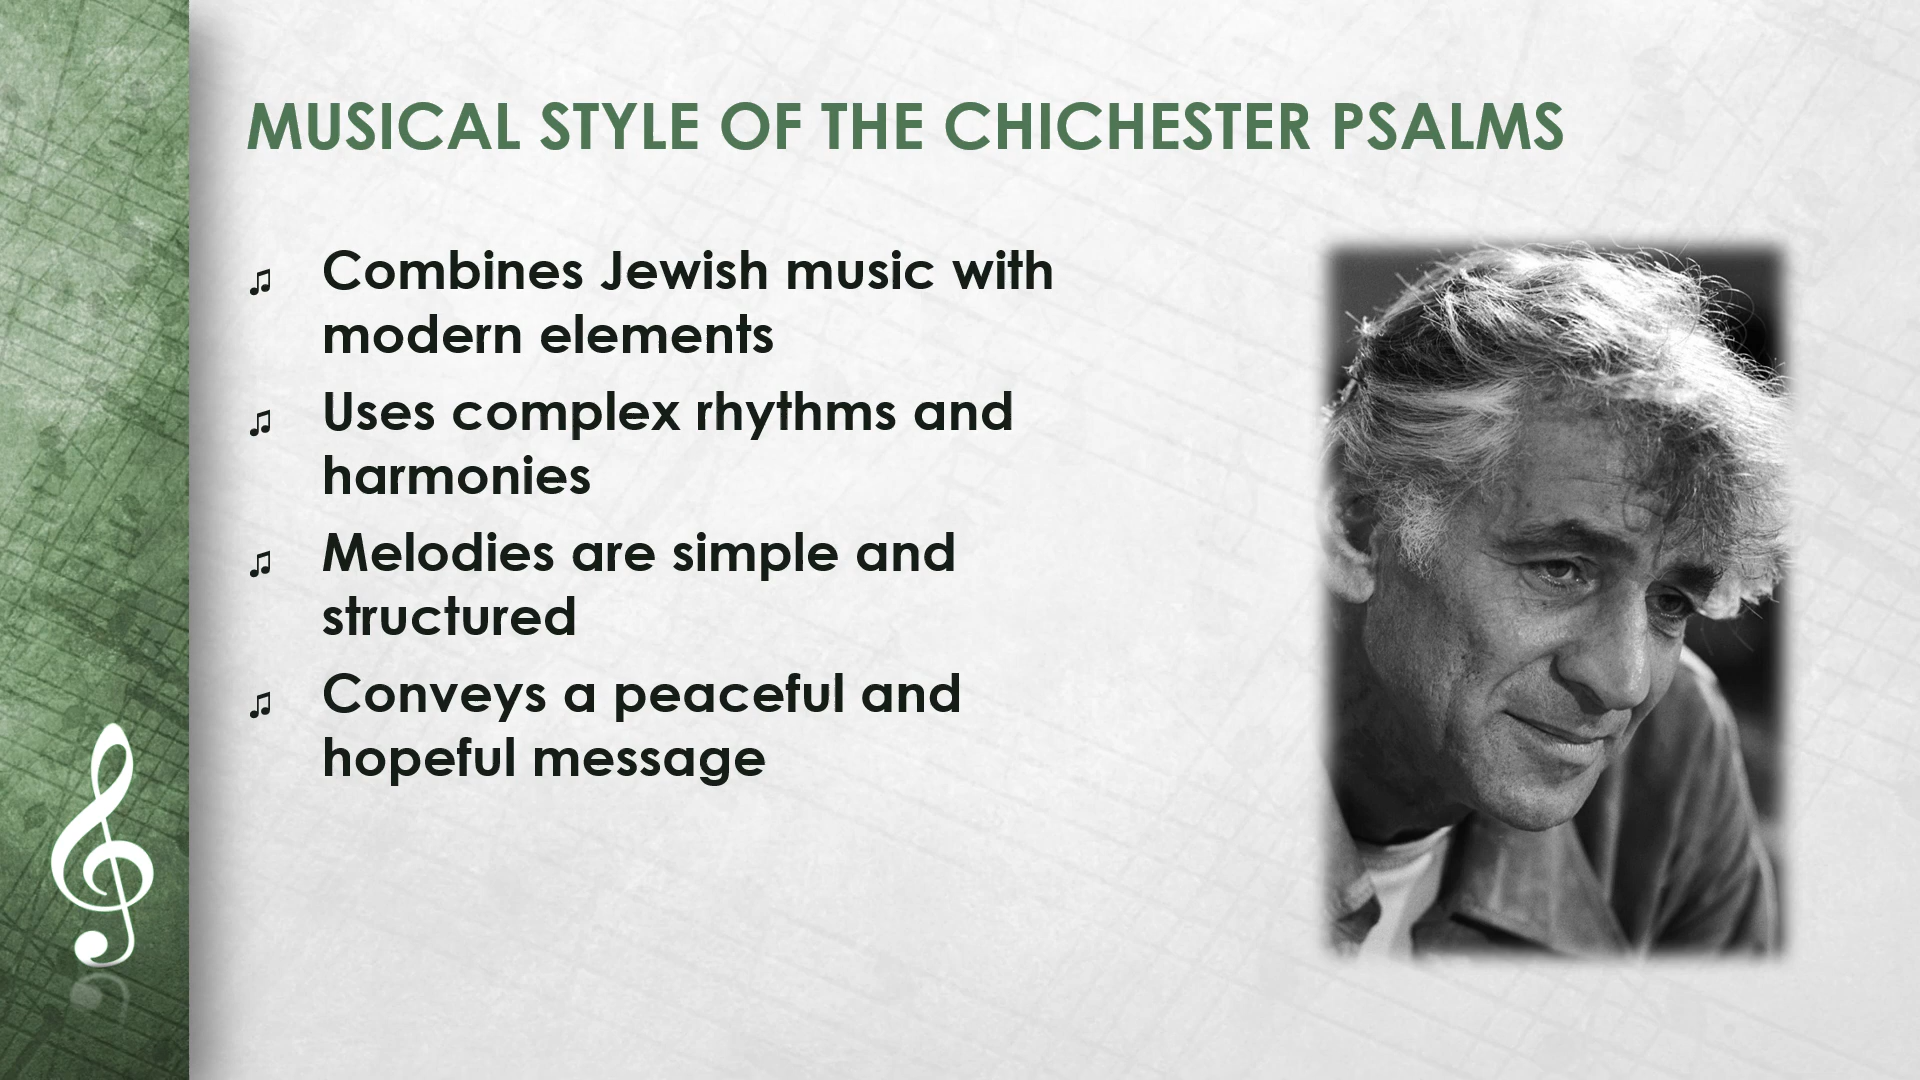 MUSICAL STYLE OF THE CHICHESTER PSALMS
♫ Combines Jewish music with
modern elements
♫ Uses complex rhythms and
harmonies
♫ Melodies are simple and
structured
♫ Conveys a peaceful and
hopeful message